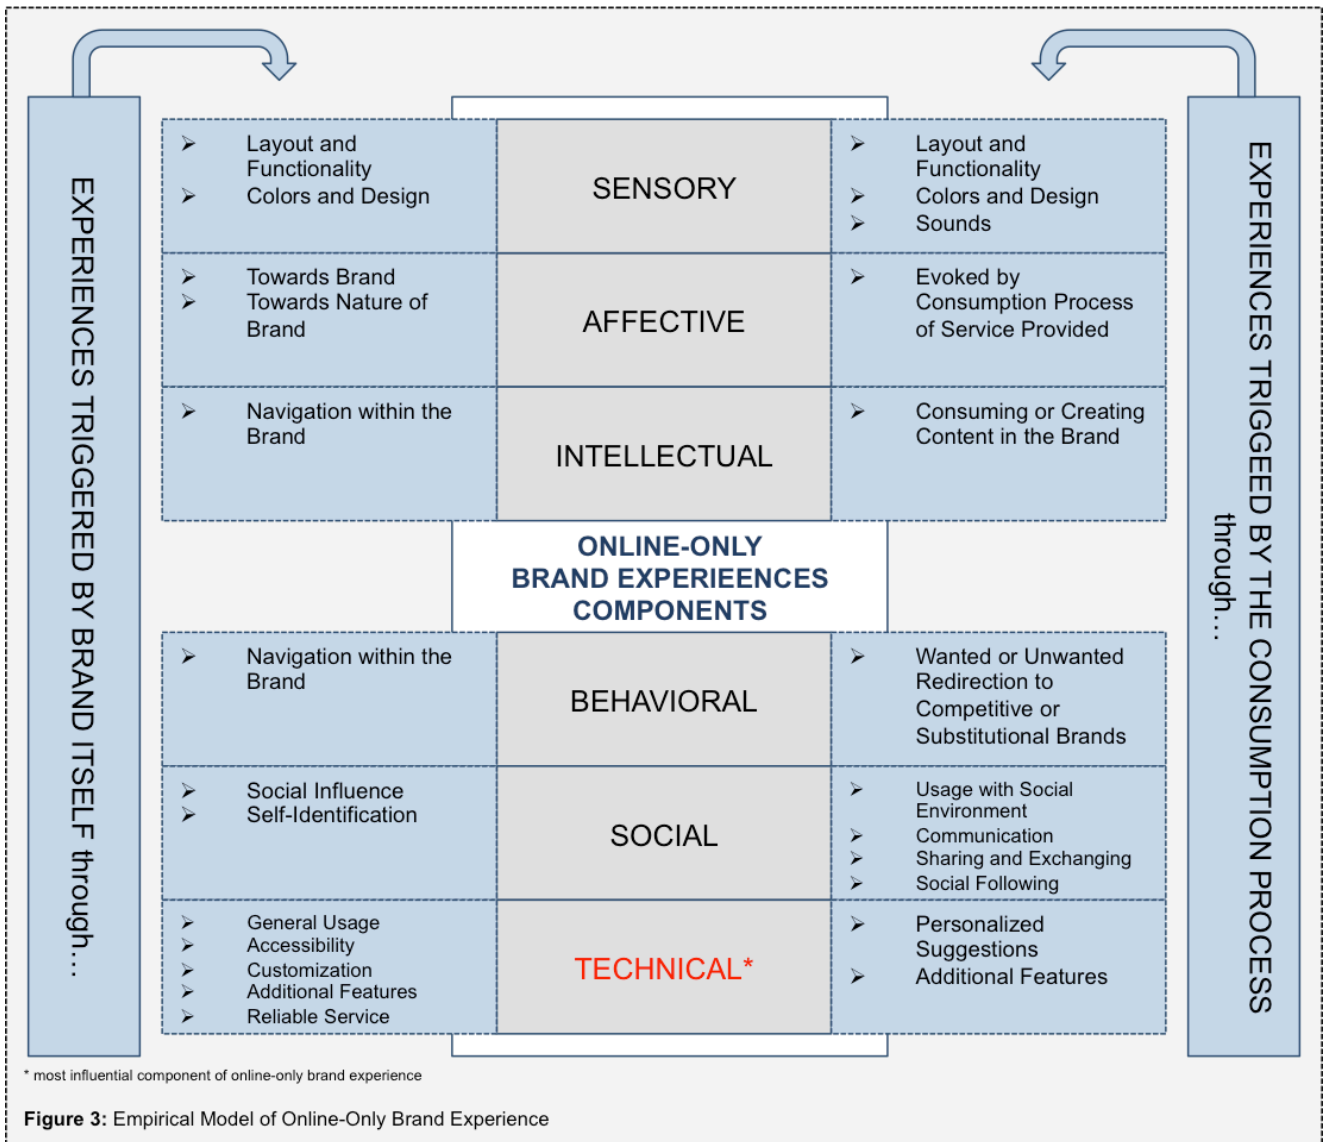 EXPERIENCES TRIGGERED BY BRAND ITSELF through...
Layout and
Functionality
Colors and Design
SENSORY
Layout and
Functionality
Colors and Design
Sounds
Towards Brand
Towards Nature of
Brand
AFFECTIVE
Evoked by
Consumption Process
of Service Provided
Navigation within the
Brand
INTELLECTUAL
Consuming or Creating
Content in the Brand
ONLINE-ONLY
BRAND EXPERIEENCES
COMPONENTS
Navigation within the
Brand
BEHAVIORAL
Wanted or Unwanted
Redirection to
Competitive or
Substitutional Brands
Social Influence
Self-Identification
SOCIAL
Usage with Social
Environment
Communication
Sharing and Exchanging
Social Following
General Usage
Accessibility
Customization
Additional Features
Reliable Service
TECHNICAL*
Personalized
Suggestions
Additional Features
EXPERIENCES TRIGGEED BY THE CONSUMPTION PROCESS
through...
* most influential component of online-only brand experience
Figure 3: Empirical Model of Online-Only Brand Experience